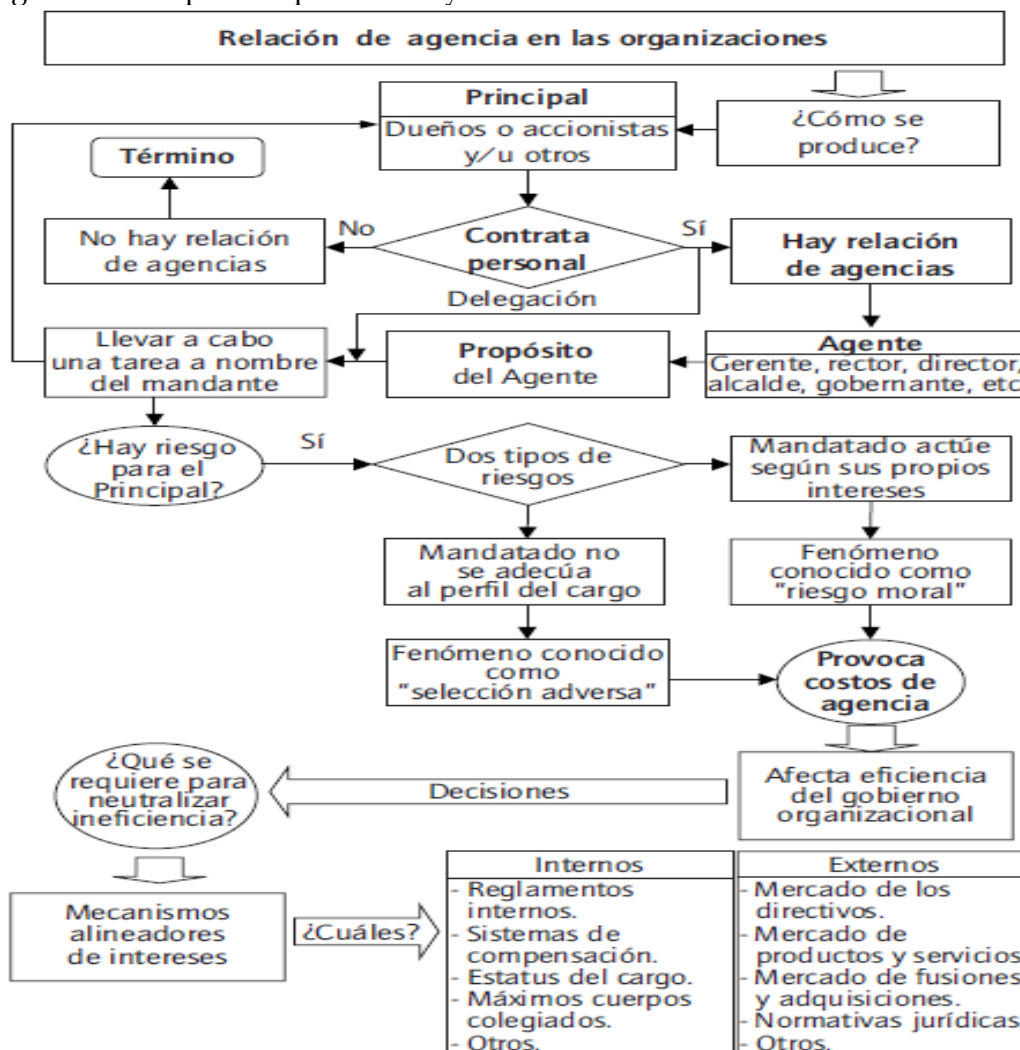 Relación de agencia en las organizaciones
Principal
Dueños o accionistas
y/u otros
¿Cómo se
produce?
Término
No hay relación
de agencias
No
Contrata
personal
Sí
Hay relación
de agencias
Delegación
Llevar a cabo
una tarea a nombre
del mandante
Propósito
del Agente
Agente
Gerente, rector, director,
alcalde, gobernante, etc
¿Hay riesgo
para el
Principal?
Sí
Dos tipos de
riesgos
Mandatado actúe
según sus propios
intereses
Mandatado no
se adecúa
al perfil del cargo
Fenómeno
conocido como
"riesgo moral"
Fenómeno conocido
como
"selección adversa"
Provoca
costos de
agencia
¿Qué se
requiere para
neutralizar
ineficiencia?
Decisiones
Afecta eficiencia
del gobierno
organizacional
Mecanismos
alineadores
de intereses
¿Cuáles?
Internos
- Reglamentos
internos.
- Sistemas de
compensación.
- Estatus del cargo.
- Máximos cuerpos
colegiados.
- Otros.
Externos
- Mercado de los
directivos.
- Mercado de
productos y servicios
- Mercado de fusiones
y adquisiciones.
- Normativas jurídicas
- Otros.